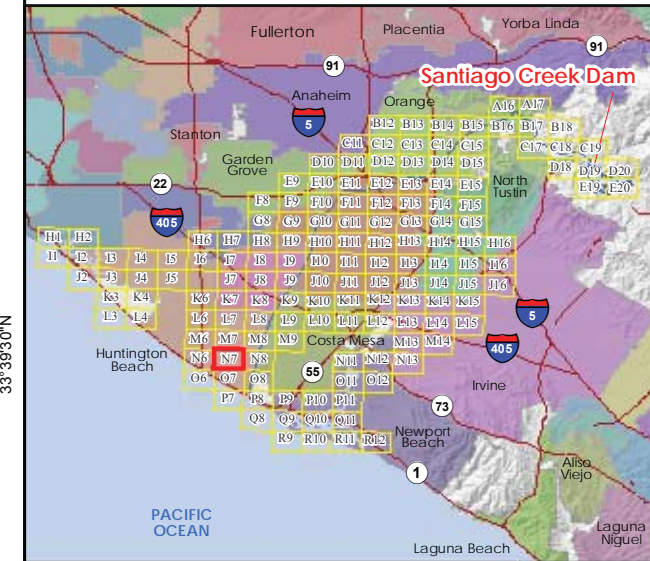 Yorba Linda
Fullerton
Placentia
91
91
Santiago Creek Dam
Anaheim
Orange
A16 A17
5
B12 B13 B14 B15 B16 B17 B18
Stanton
C11 C12 C13 C14 C15 C17 C18 C19
Garden
Grove
D10 D11 D12 D13 D14 D15 D18 D19 D20
22
E9 E10 E11 E12 E13 E14 E15 E19 E20
North
Tustin
F8 F9 F10 F11 F12 F13 F14 F15
405
G8 G9 G10 G11 G12 G13 G14 G15
H1 H2 H6 H7 H8 H9 H10 H11 H12 H13 H14 H15 H16
I1 I2 I3 I4 I5 I6 I7 I8 I9 I10 I11 I12 I13 I14 I15 I16
J2 J3 J4 J5 J7 J8 J9 J10 J11 J12 J13 J14 J15 J16
K3 K4 K6 K7 K8 K9 K10 K11 K12 K13 K14 K15
5
L3 L4 L6 L7 L8 L9 L10 L11 L12 L13 L14 L15
M6 M7 M8 M9 Costa Mesa M13 M14
405
Huntington
Beach
N6 N7 N8 N11 N12 N13
55
O6 O7 O8 O11 O12
Irvine
P7 P8 P9 P10 P11
73
Q8 Q9 Q10 Q11
Newport
Beach
R9 R10 R11 R12
1
Aliso
Viejo
PACIFIC
OCEAN
Laguna
Niguel
Laguna Beach
33°39'30"N